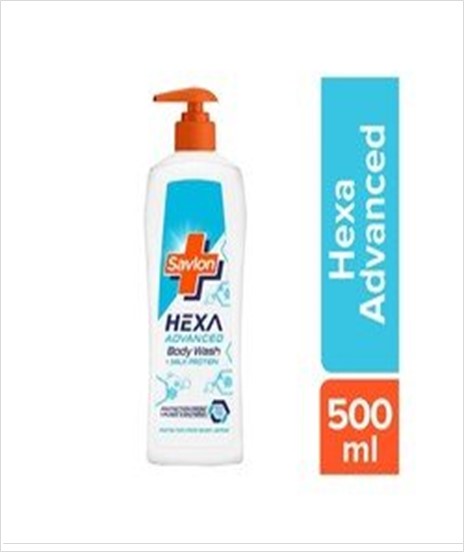 Savlon
HEXA
ADVANCED
Body Wash
+ MILK PROTEIN
Hexa
Advanced
500
ml